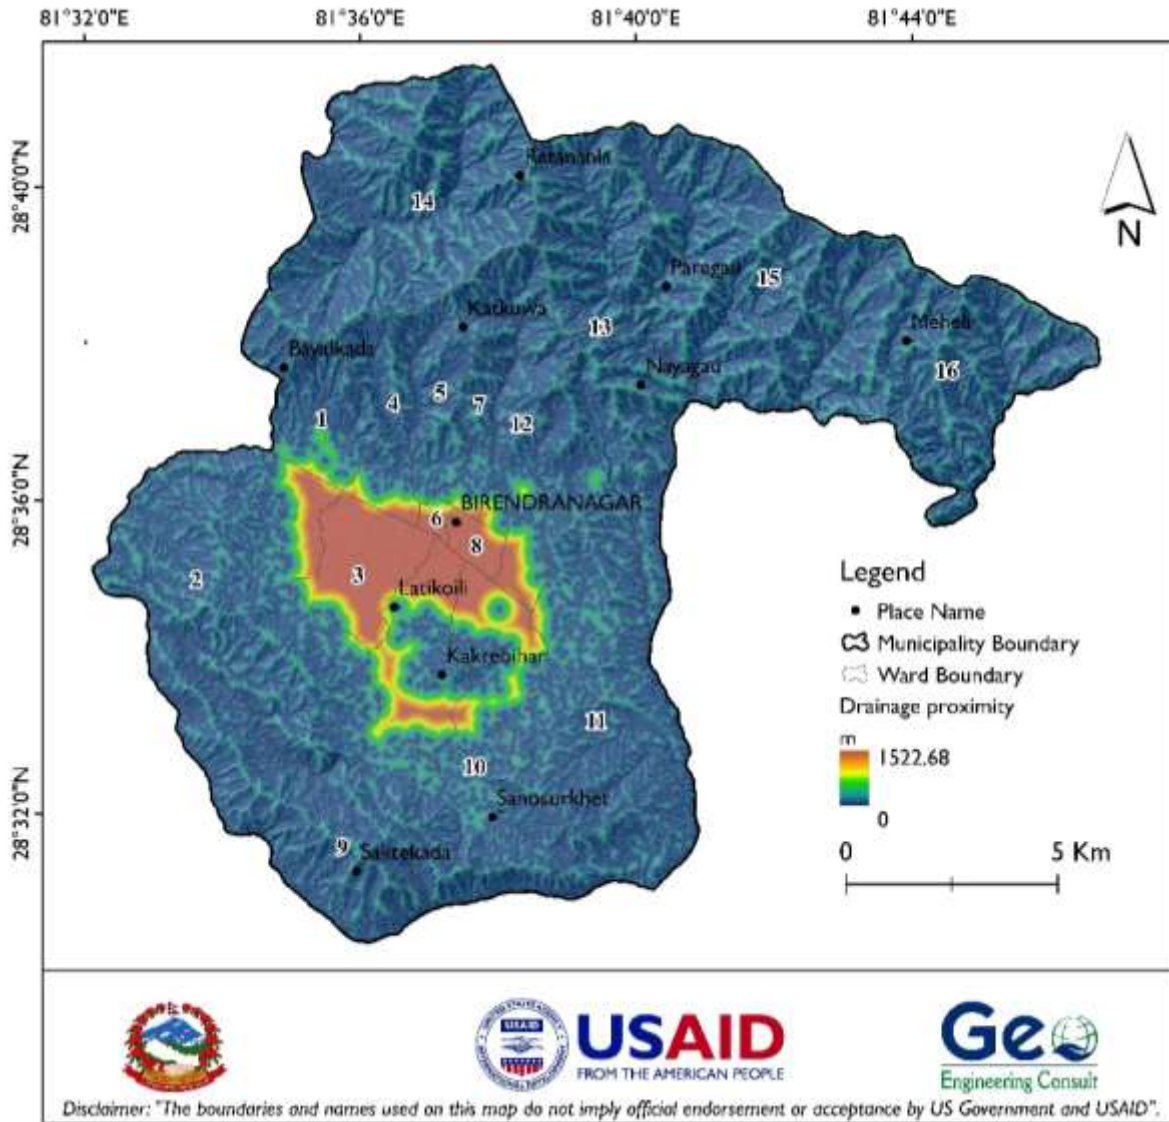 81°32'0"E 81°36'0"E 81°40'0"E 81°44'0"E
28°40'0"N
28°36'0"N
28°32'0"N
N
14
Paregau
15
Katkuwa
13
Meheli
16
Bayalkada
Nayagau
1
4
5
7
12
BIRENDRANAGAR
6
8
2
3
Latikoili
Kakrebihar
11
10
Sanosurkhet
9
Salitekada
Legend
Place Name
Municipality Boundary
Ward Boundary
Drainage proximity
m
1522.68
0
0 5 Km
USAID
USAID
FROM THE AMERICAN PEOPLE
Geo
Engineering Consult
Disclaimer: "The boundaries and names used on this map do not imply official endorsement or acceptance by US Government and USAID".